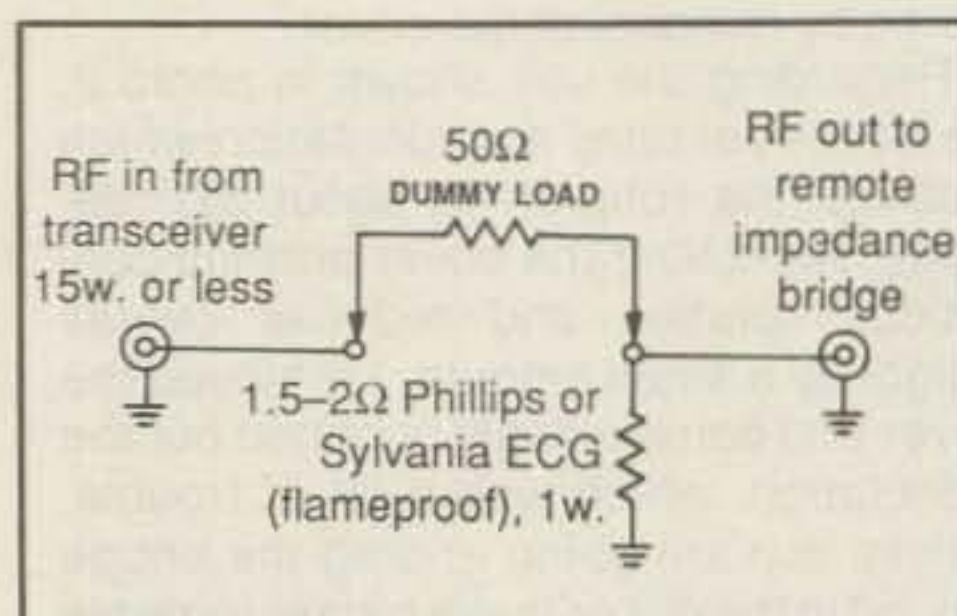 RF in from
transceiver
15w. or less
50Ω
DUMMY LOAD
RF out to
remote
impedance
bridge
1.5–2Ω Phillips or
Sylvania ECG
(flameproof), 1w.